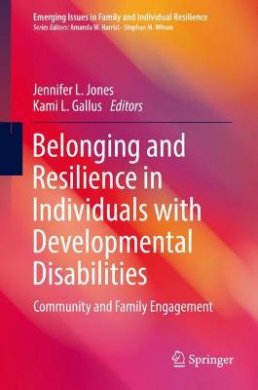 Emerging Issues in Family and Individual Resilience
Series Editors: Amanda W. Harrist · Stephan M. Wilson
Jennifer L. Jones
Kami L. Gallus Editors
Belonging and
Resilience in
Individuals with
Developmental
Disabilities
Community and Family Engagement
Springer